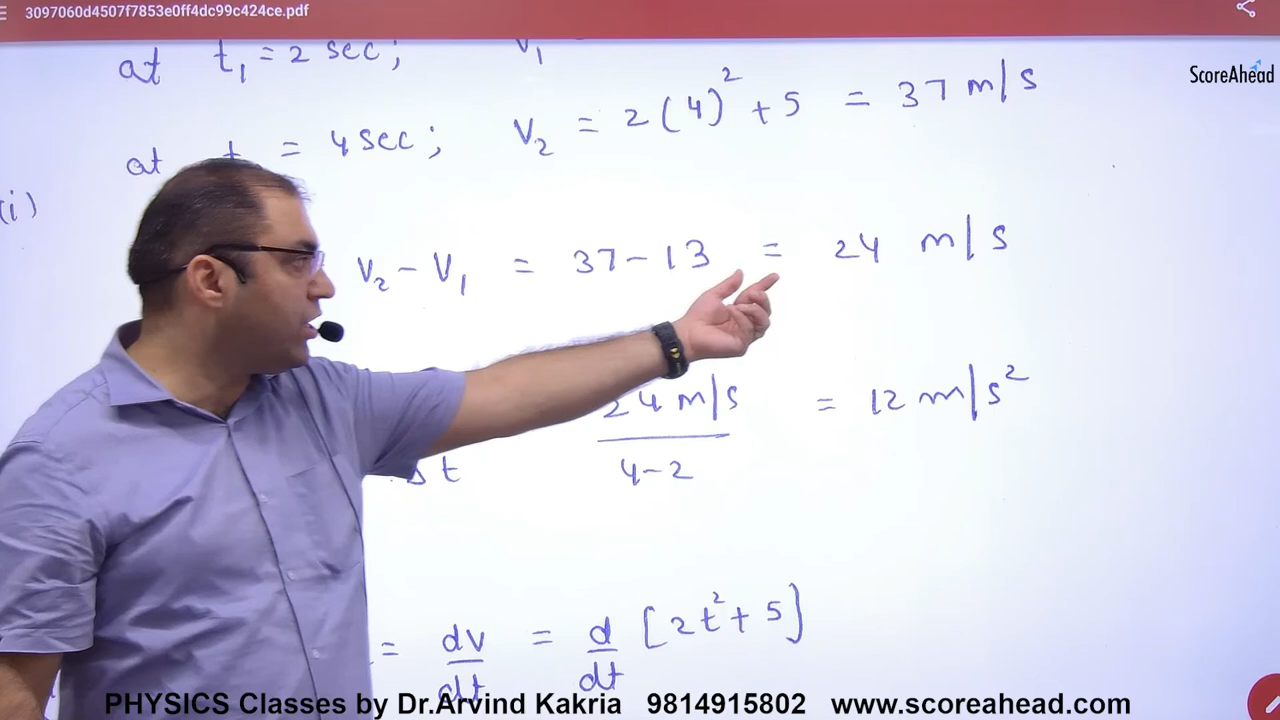 3097060d4507f7853e0ff4dc99c424ce.pdf
ScoreAhead
at t₁ = 2 sec; V₁
at t = 4 sec; V₂ = 2(4)² + 5 = 37 m/s
(i)
V₂ - V₁ = 37 - 13 = 24 m/s
24 m/s = 12 m/s²
Δt 4-2
= dv/dt = d/dt [2t² + 5]
PHYSICS Classes by Dr.Arvind Kakria 9814915802 www.scoreahead.com